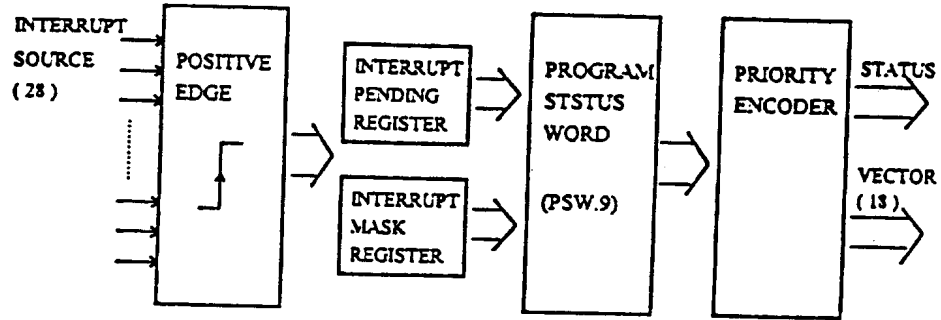 INTERRUPT
SOURCE
( 28 )
POSITIVE
EDGE
INTERRUPT
PENDING
REGISTER
INTERRUPT
MASK
REGISTER
PROGRAM
STSTUS
WORD
(PSW.9)
PRIORITY
ENCODER
STATUS
VECTOR
( 18 )